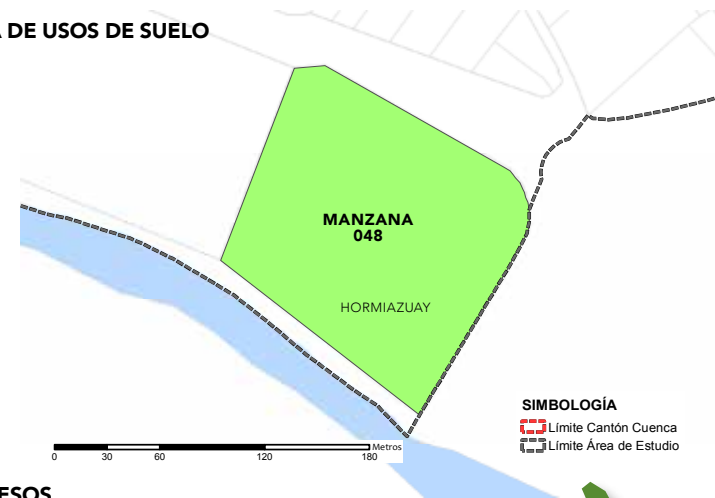 A DE USOS DE SUELO
MANZANA
048
HORMIAZUAY
SIMBOLOGÍA
Límite Cantón Cuenca
Límite Área de Estudio
Metros
0 30 60 120 180
ESOS